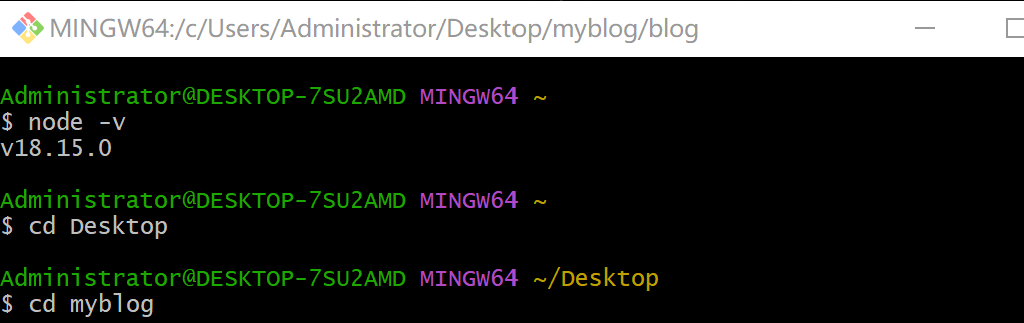 MINGW64:/c/Users/Administrator/Desktop/myblog/blog
Administrator@DESKTOP-7SU2AMD MINGW64 ~
$ node -v
v18.15.0
Administrator@DESKTOP-7SU2AMD MINGW64 ~
$ cd Desktop
Administrator@DESKTOP-7SU2AMD MINGW64 ~/Desktop
$ cd myblog